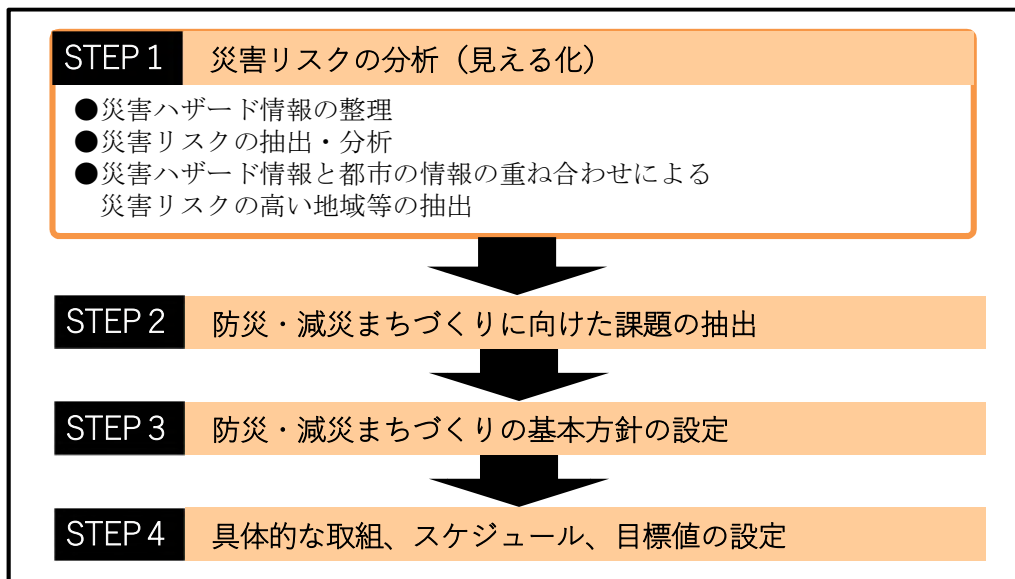 STEP 1 災害リスクの分析（見える化）
●災害ハザード情報の整理
●災害リスクの抽出・分析
●災害ハザード情報と都市の情報の重ね合わせによる
災害リスクの高い地域等の抽出
STEP 2 防災・減災まちづくりに向けた課題の抽出
STEP 3 防災・減災まちづくりの基本方針の設定
STEP 4 具体的な取組、スケジュール、目標値の設定